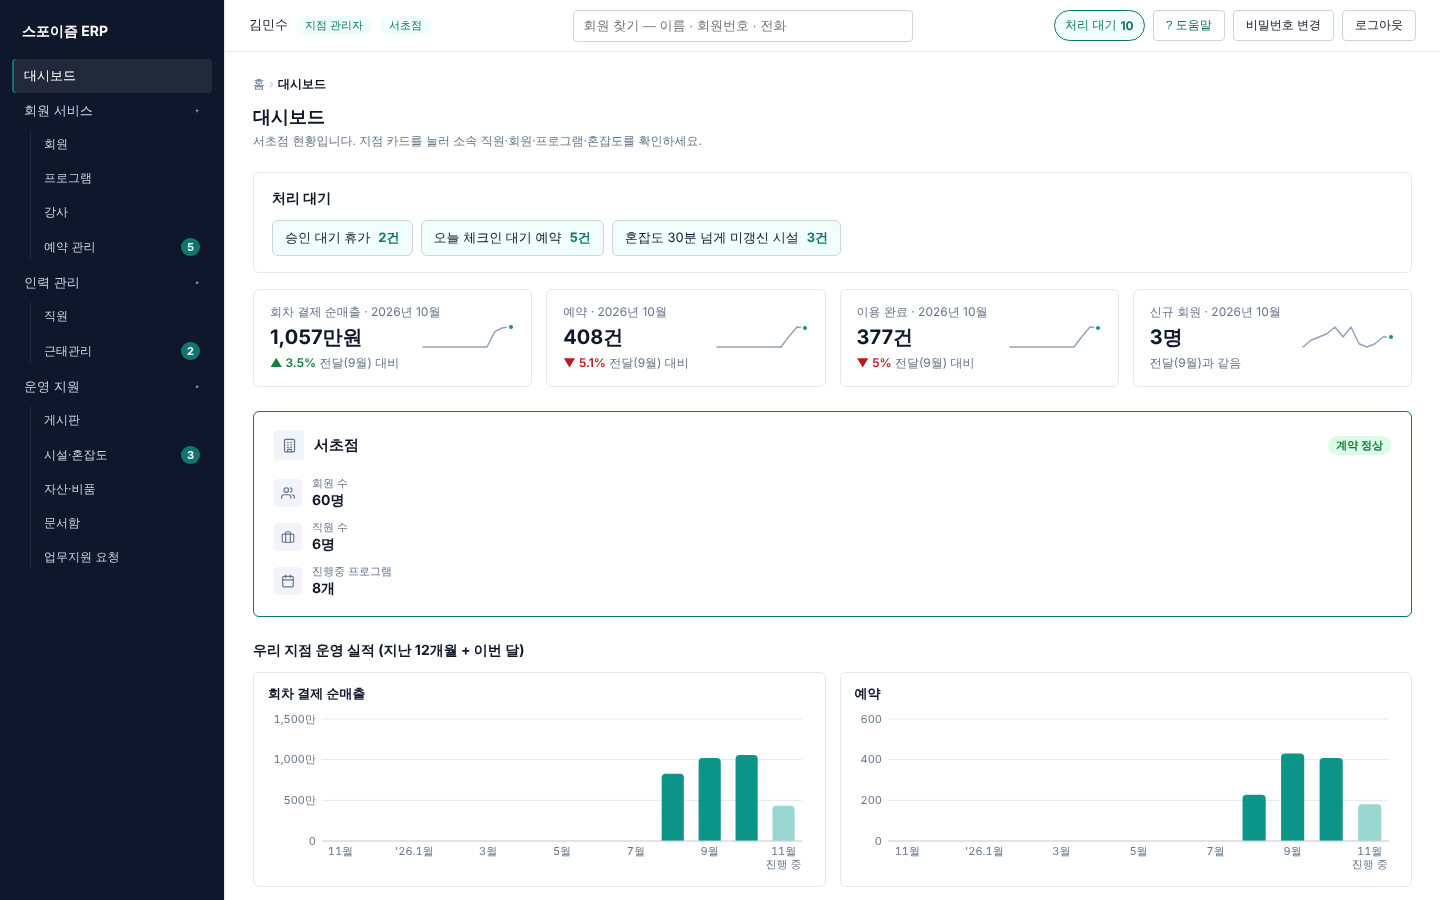 스포이즘 ERP
대시보드
회원 서비스
회원
프로그램
강사
예약 관리 5
인력 관리
직원
근태관리 2
운영 지원
게시판
시설·혼잡도 3
자산·비품
문서함
업무지원 요청
김민수 지점 관리자 서초점 회원 찾기 — 이름 · 회원번호 · 전화 처리 대기 10 ? 도움말 비밀번호 변경 로그아웃
홈 › 대시보드
대시보드
서초점 현황입니다. 지점 카드를 눌러 소속 직원·회원·프로그램·혼잡도를 확인하세요.
처리 대기
승인 대기 휴가 2건 오늘 체크인 대기 예약 5건 혼잡도 30분 넘게 미갱신 시설 3건
회차 결제 순매출 · 2026년 10월
1,057만원
▲ 3.5% 전달(9월) 대비
예약 · 2026년 10월
408건
▼ 5.1% 전달(9월) 대비
이용 완료 · 2026년 10월
377건
▼ 5% 전달(9월) 대비
신규 회원 · 2026년 10월
3명
전달(9월)과 같음
서초점 계약 정상
회원 수
60명
직원 수
6명
진행중 프로그램
8개
우리 지점 운영 실적 (지난 12개월 + 이번 달)
회차 결제 순매출
1,500만
1,000만
500만
0
11월 '26.1월 3월 5월 7월 9월 11월
진행 중
예약
600
400
200
0
11월 '26.1월 3월 5월 7월 9월 11월
진행 중